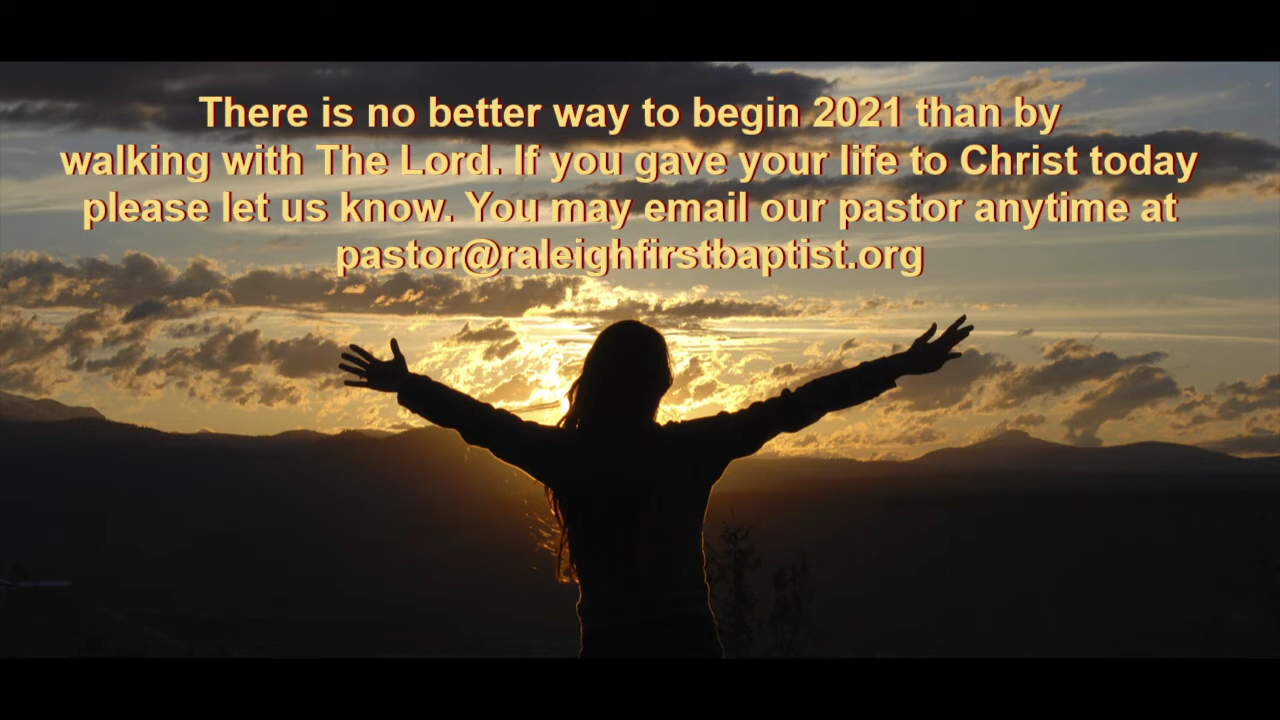 There is no better way to begin 2021 than by
walking with The Lord. If you gave your life to Christ today
please let us know. You may email our pastor anytime at
pastor@raleighfirstbaptist.org